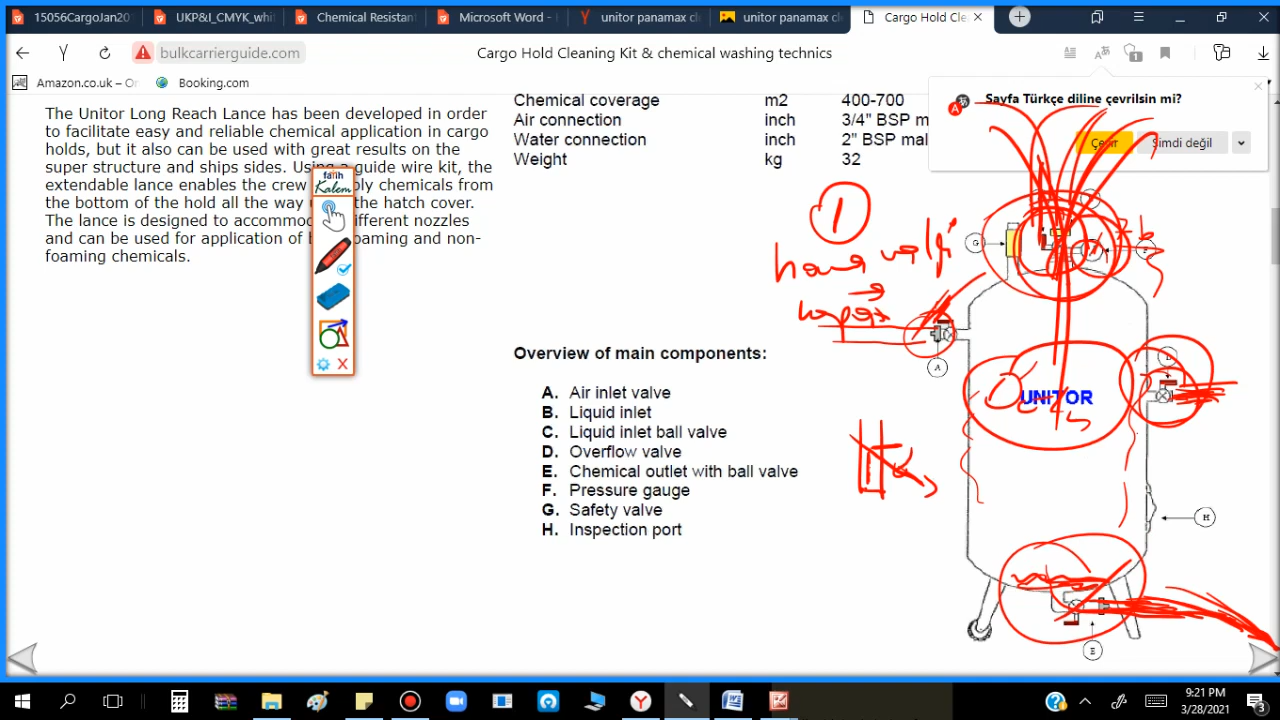 15056CargoJan20
UKP&I_CMYK_whi
Chemical Resistan
Microsoft Word -
unitor panamax cl
unitor panamax cl
Cargo Hold Cle
bulkcarrierguide.com
Cargo Hold Cleaning Kit & chemical washing technics
1
Amazon.co.uk – Or
Booking.com
Sayfa Türkçe diline çevrilsin mi?
Çevir
Şimdi değil
The Unitor Long Reach Lance has been developed in order
to facilitate easy and reliable chemical application in cargo
holds, but it also can be used with great results on the
super structure and ships sides. Using a guide wire kit, the
extendable lance enables the crew
ply chemicals from
the bottom of the hold all the way
the hatch cover.
The lance is designed to accommod
different nozzles
and can be used for application of
foaming and non-
foaming chemicals.
fatih
Kalem
Chemical coverage m2 400-700
Air connection inch 3/4" BSP m
Water connection inch 2" BSP mal
Weight kg 32
1
hava valfi
G
F
A
D
UNITOR
H
E
Overview of main components:
A. Air inlet valve
B. Liquid inlet
C. Liquid inlet ball valve
D. Overflow valve
E. Chemical outlet with ball valve
F. Pressure gauge
G. Safety valve
H. Inspection port
9:21 PM
3/28/2021
3